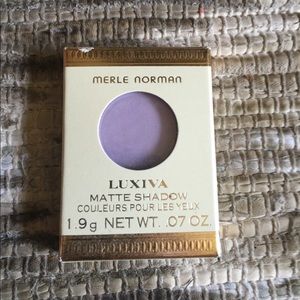 MERLE NORMAN
LUXIVA
MATTE SHADOW
COULEURS POUR LES YEUX
1.9g NET WT. .07 OZ.